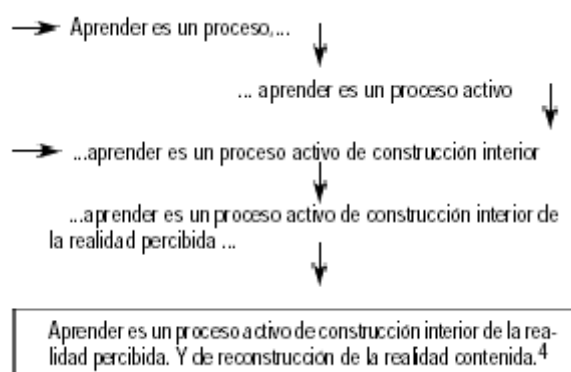 Aprender es un proceso,...
... aprender es un proceso activo
...aprender es un proceso activo de construcción interior
...aprender es un proceso activo de construcción interior de
la realidad percibida ...
Aprender es un proceso activo de construcción interior de la rea-
lidad percibida. Y de reconstrucción de la realidad contenida.4